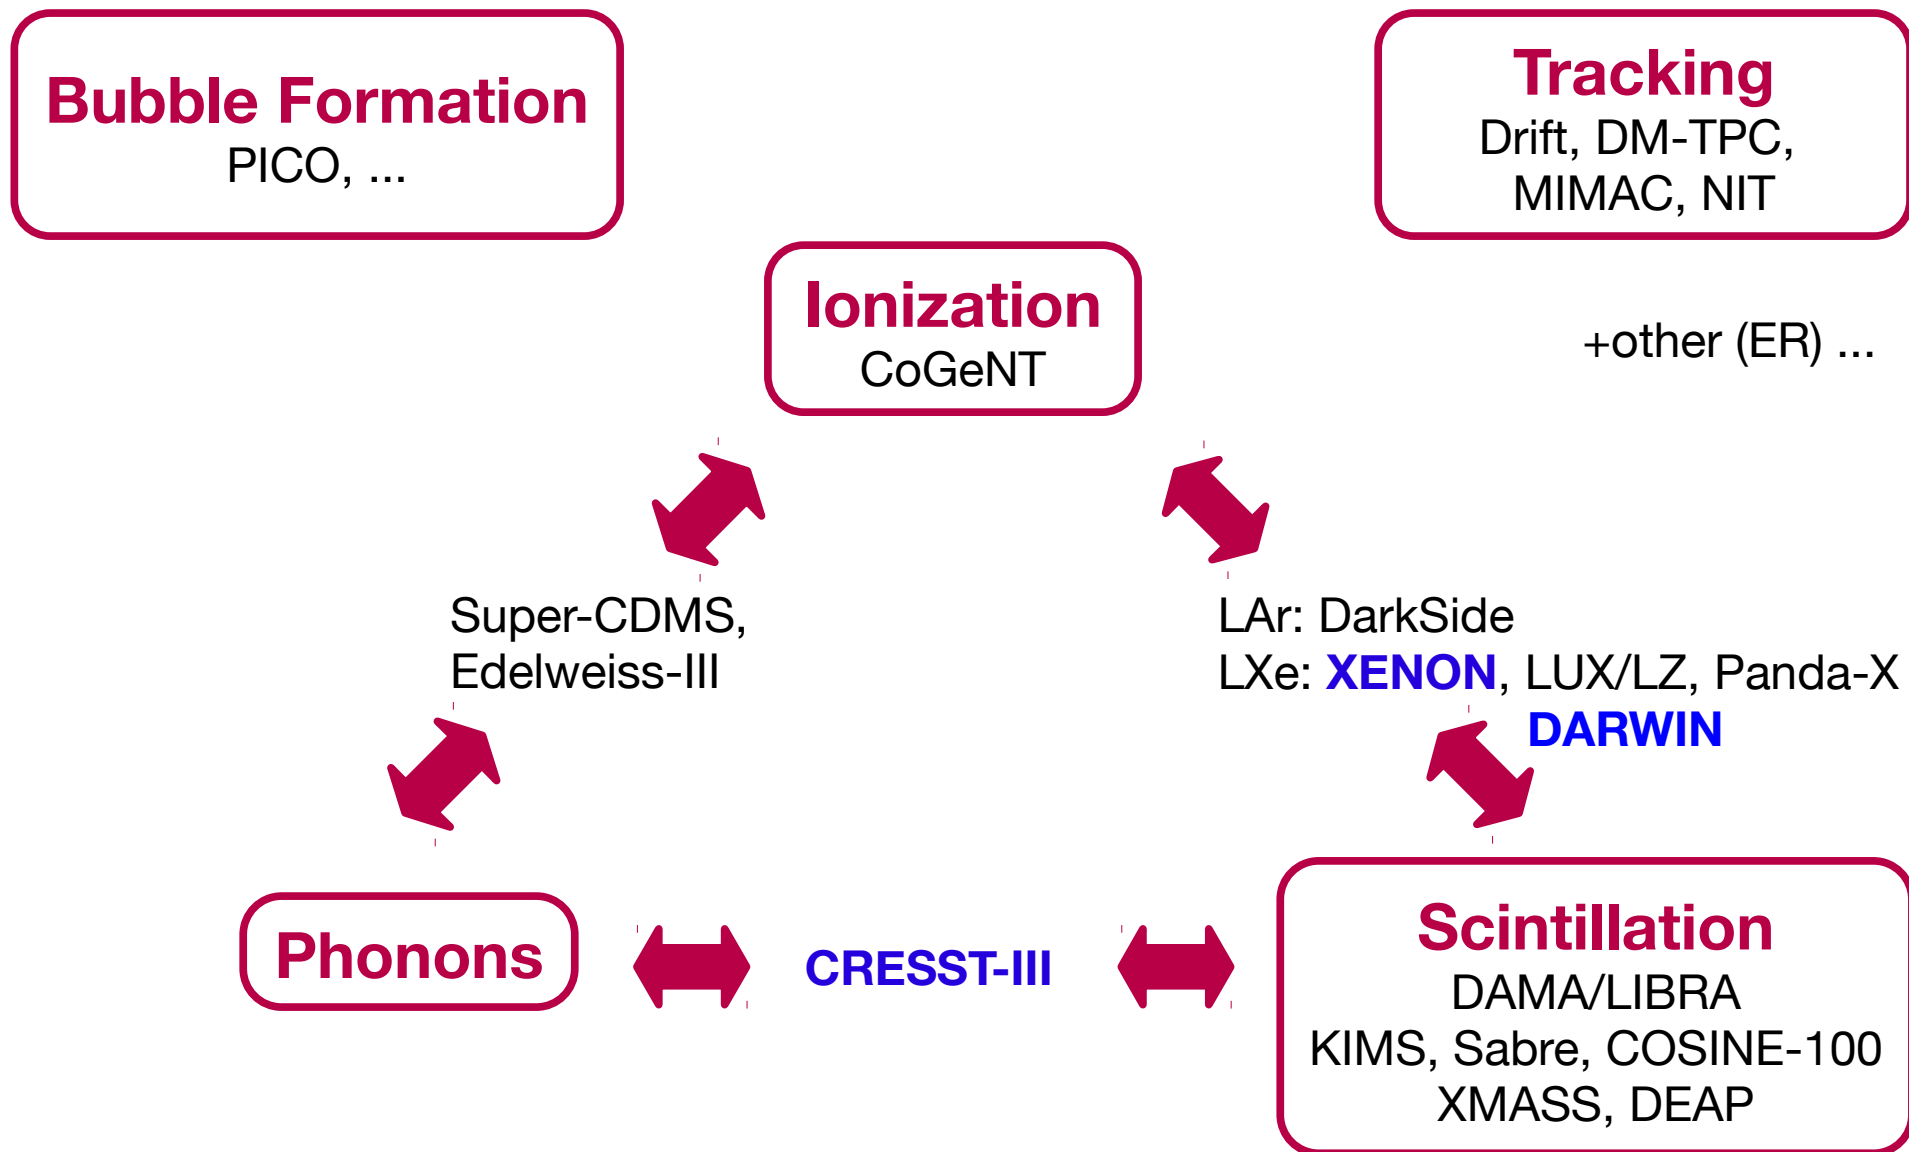 Bubble Formation
PICO, ...
Tracking
Drift, DM-TPC,
MIMAC, NIT
Ionization
CoGeNT
+other (ER) ...
Super-CDMS,
Edelweiss-III
LAr: DarkSide
LXe: XENON, LUX/LZ, Panda-X
DARWIN
Phonons
CRESST-III
Scintillation
DAMA/LIBRA
KIMS, Sabre, COSINE-100
XMASS, DEAP